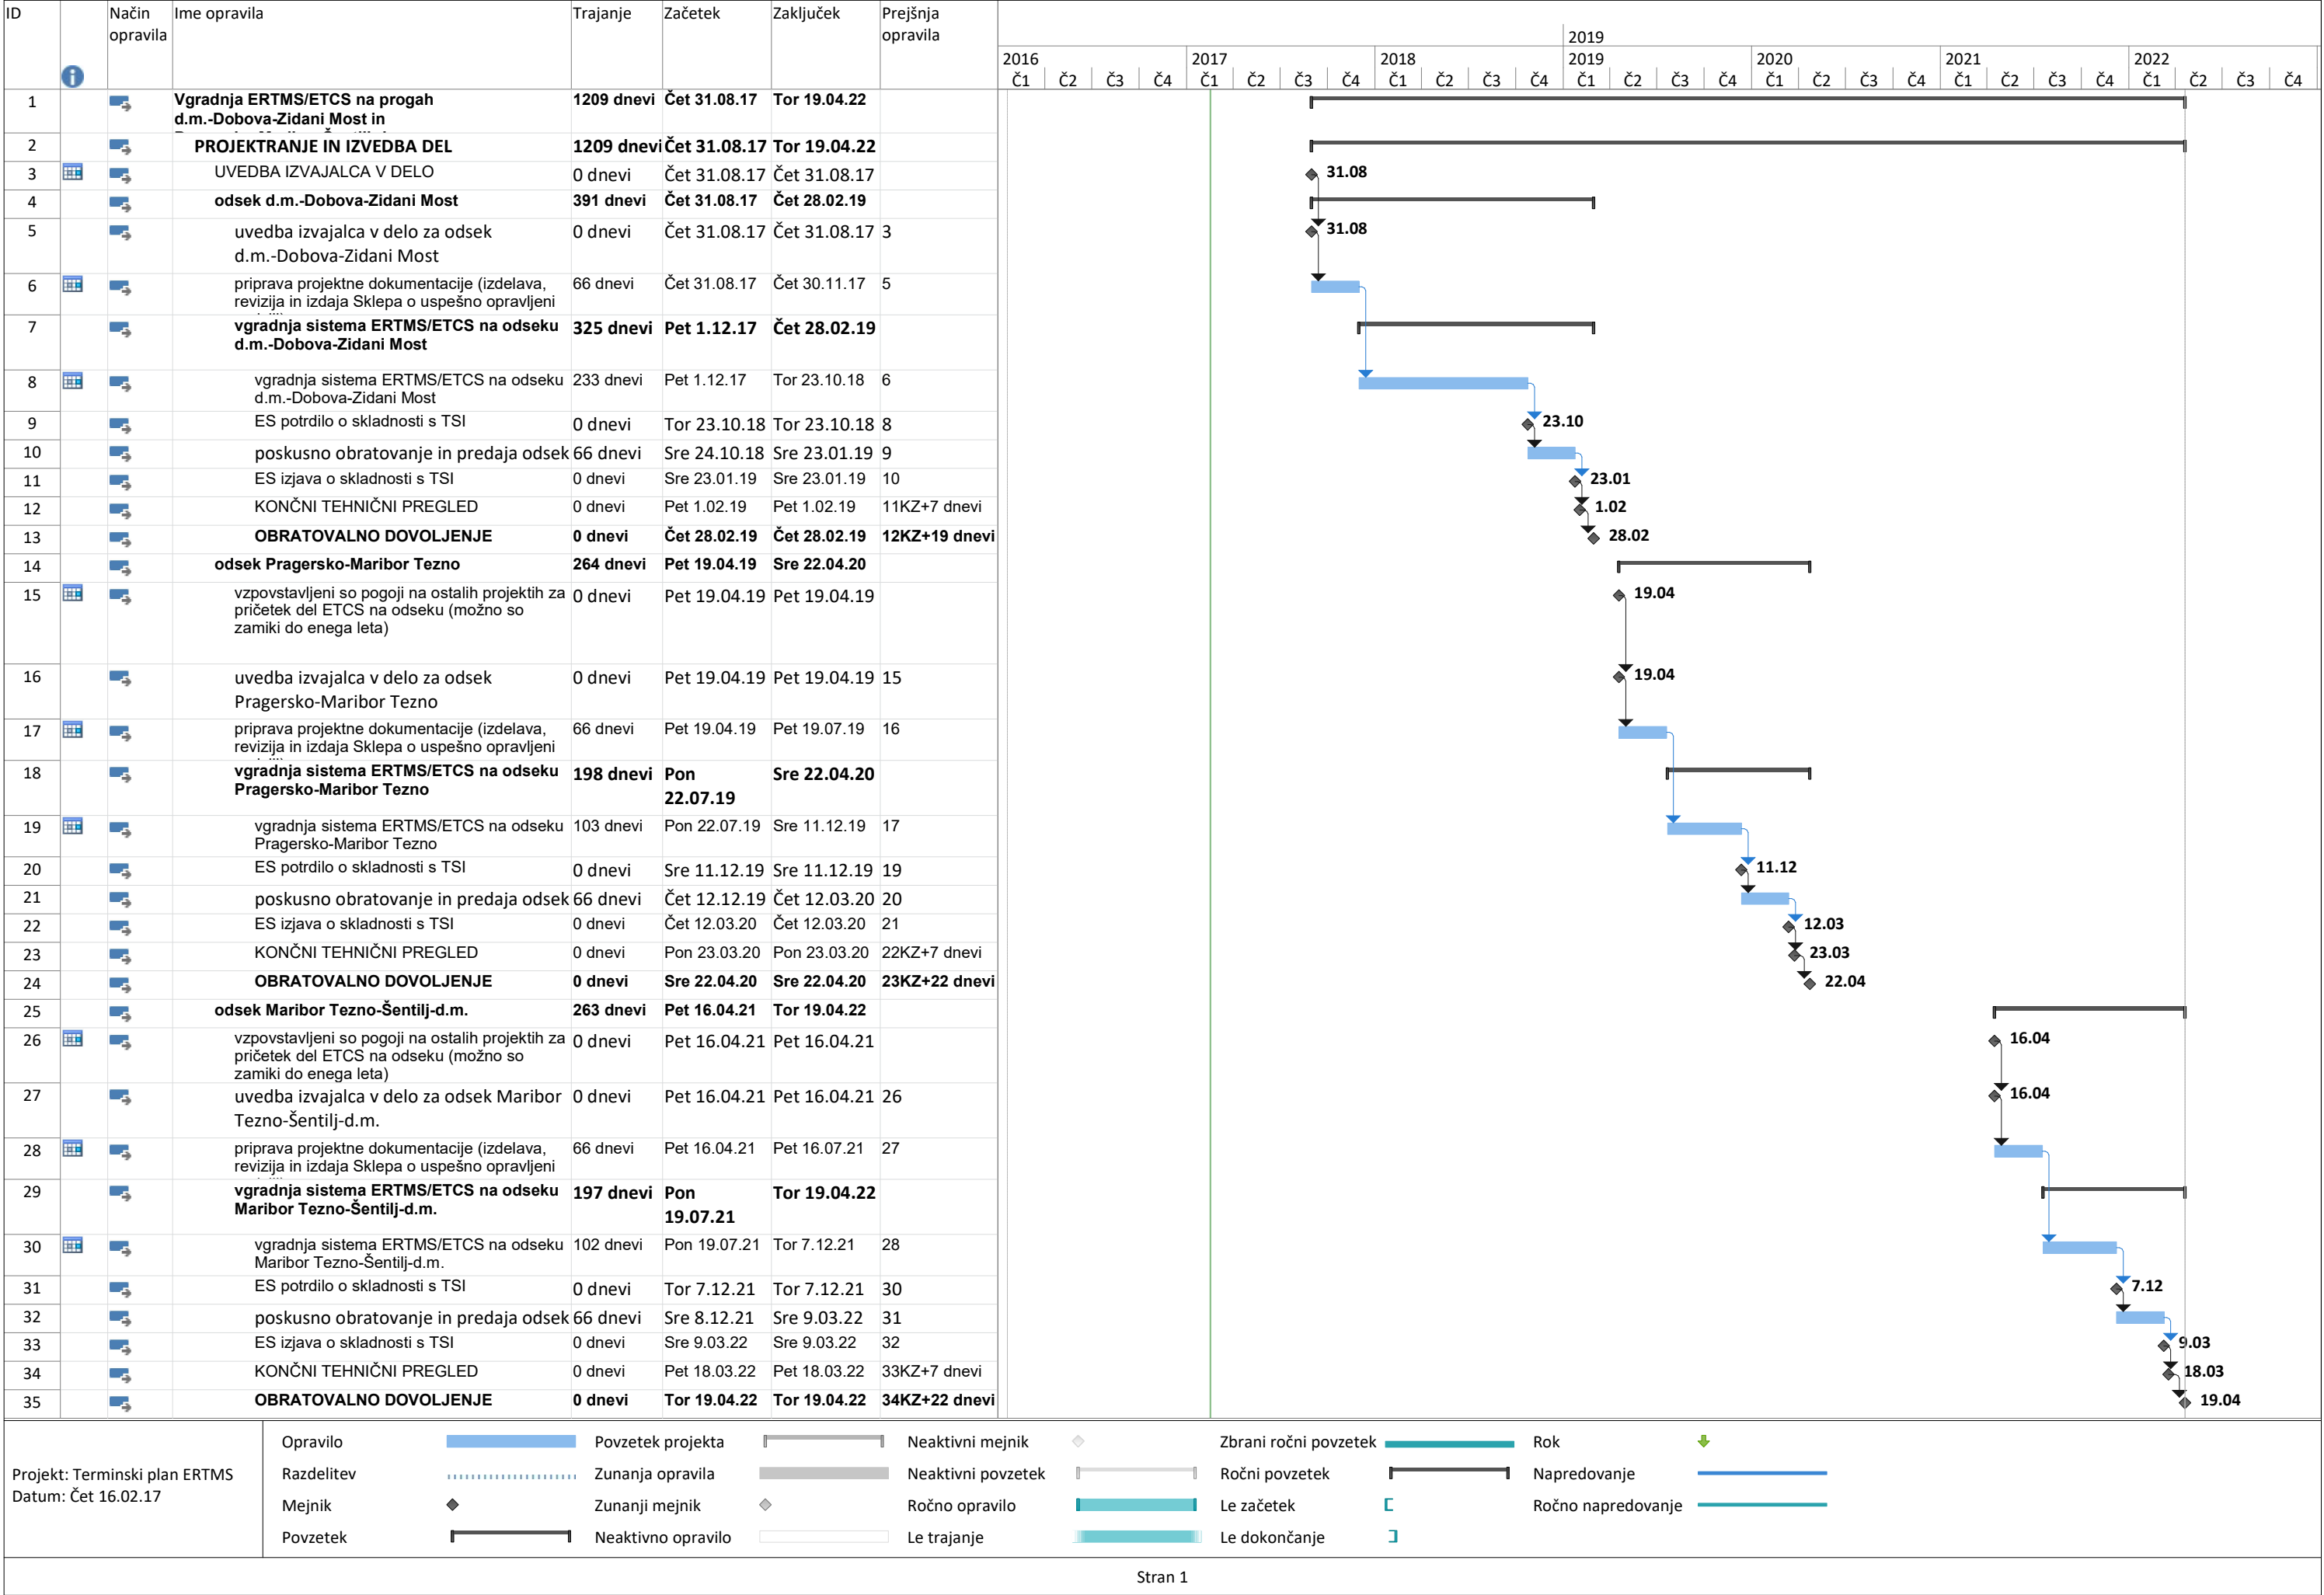 ID Način Ime opravila Trajanje Začetek Zaključek Prejšnja
opravila opravila
2019
2016 2017 2018 2019 2020 2021 2022
Č1 Č2 Č3 Č4 Č1 Č2 Č3 Č4 Č1 Č2 Č3 Č4 Č1 Č2 Č3 Č4 Č1 Č2 Č3 Č4 Č1 Č2 Č3 Č4 Č1 Č2 Č3 Č4
1 Vgradnja ERTMS/ETCS na progah 1209 dnevi Čet 31.08.17 Tor 19.04.22
d.m.-Dobova-Zidani Most in
2 PROJEKTRANJE IN IZVEDBA DEL 1209 dnevi Čet 31.08.17 Tor 19.04.22
3 UVEDBA IZVAJALCA V DELO 0 dnevi Čet 31.08.17 Čet 31.08.17 31.08
4 odsek d.m.-Dobova-Zidani Most 391 dnevi Čet 31.08.17 Čet 28.02.19
5 uvedba izvajalca v delo za odsek 0 dnevi Čet 31.08.17 Čet 31.08.17 3 31.08
d.m.-Dobova-Zidani Most
6 priprava projektne dokumentacije (izdelava, 66 dnevi Čet 31.08.17 Čet 30.11.17 5
revizija in izdaja Sklepa o uspešno opravljeni
7 vgradnja sistema ERTMS/ETCS na odseku 325 dnevi Pet 1.12.17 Čet 28.02.19
d.m.-Dobova-Zidani Most
8 vgradnja sistema ERTMS/ETCS na odseku 233 dnevi Pet 1.12.17 Tor 23.10.18 6
d.m.-Dobova-Zidani Most
9 ES potrdilo o skladnosti s TSI 0 dnevi Tor 23.10.18 Tor 23.10.18 8 23.10
10 poskusno obratovanje in predaja odsek 66 dnevi Sre 24.10.18 Sre 23.01.19 9
11 ES izjava o skladnosti s TSI 0 dnevi Sre 23.01.19 Sre 23.01.19 10 23.01
12 KONČNI TEHNIČNI PREGLED 0 dnevi Pet 1.02.19 Pet 1.02.19 11KZ+7 dnevi 1.02
13 OBRATOVALNO DOVOLJENJE 0 dnevi Čet 28.02.19 Čet 28.02.19 12KZ+19 dnevi 28.02
14 odsek Pragersko-Maribor Tezno 264 dnevi Pet 19.04.19 Sre 22.04.20
15 vzpovstavljeni so pogoji na ostalih projektih za 0 dnevi Pet 19.04.19 Pet 19.04.19 19.04
pričetek del ETCS na odseku (možno so
zamiki do enega leta)
16 uvedba izvajalca v delo za odsek 0 dnevi Pet 19.04.19 Pet 19.04.19 15 19.04
Pragersko-Maribor Tezno
17 priprava projektne dokumentacije (izdelava, 66 dnevi Pet 19.04.19 Pet 19.07.19 16
revizija in izdaja Sklepa o uspešno opravljeni
18 vgradnja sistema ERTMS/ETCS na odseku 198 dnevi Pon Sre 22.04.20
Pragersko-Maribor Tezno 22.07.19
19 vgradnja sistema ERTMS/ETCS na odseku 103 dnevi Pon 22.07.19 Sre 11.12.19 17
Pragersko-Maribor Tezno
20 ES potrdilo o skladnosti s TSI 0 dnevi Sre 11.12.19 Sre 11.12.19 19 11.12
21 poskusno obratovanje in predaja odsek 66 dnevi Čet 12.12.19 Čet 12.03.20 20
22 ES izjava o skladnosti s TSI 0 dnevi Čet 12.03.20 Čet 12.03.20 21 12.03
23 KONČNI TEHNIČNI PREGLED 0 dnevi Pon 23.03.20 Pon 23.03.20 22KZ+7 dnevi 23.03
24 OBRATOVALNO DOVOLJENJE 0 dnevi Sre 22.04.20 Sre 22.04.20 23KZ+22 dnevi 22.04
25 odsek Maribor Tezno-Šentilj-d.m. 263 dnevi Pet 16.04.21 Tor 19.04.22
26 vzpovstavljeni so pogoji na ostalih projektih za 0 dnevi Pet 16.04.21 Pet 16.04.21 16.04
pričetek del ETCS na odseku (možno so
zamiki do enega leta)
27 uvedba izvajalca v delo za odsek Maribor 0 dnevi Pet 16.04.21 Pet 16.04.21 26 16.04
Tezno-Šentilj-d.m.
28 priprava projektne dokumentacije (izdelava, 66 dnevi Pet 16.04.21 Pet 16.07.21 27
revizija in izdaja Sklepa o uspešno opravljeni
29 vgradnja sistema ERTMS/ETCS na odseku 197 dnevi Pon Tor 19.04.22
Maribor Tezno-Šentilj-d.m. 19.07.21
30 vgradnja sistema ERTMS/ETCS na odseku 102 dnevi Pon 19.07.21 Tor 7.12.21 28
Maribor Tezno-Šentilj-d.m.
31 ES potrdilo o skladnosti s TSI 0 dnevi Tor 7.12.21 Tor 7.12.21 30 7.12
32 poskusno obratovanje in predaja odsek 66 dnevi Sre 8.12.21 Sre 9.03.22 31
33 ES izjava o skladnosti s TSI 0 dnevi Sre 9.03.22 Sre 9.03.22 32 9.03
34 KONČNI TEHNIČNI PREGLED 0 dnevi Pet 18.03.22 Pet 18.03.22 33KZ+7 dnevi 18.03
35 OBRATOVALNO DOVOLJENJE 0 dnevi Tor 19.04.22 Tor 19.04.22 34KZ+22 dnevi 19.04
Projekt: Terminski plan ERTMS
Datum: Čet 16.02.17
Opravilo Povzetek projekta Neaktivni mejnik Zbrani ročni povzetek Rok
Razdelitev Zunanja opravila Neaktivni povzetek Ročni povzetek Napredovanje
Mejnik Zunanji mejnik Ročno opravilo Le začetek Ročno napredovanje
Povzetek Neaktivno opravilo Le trajanje Le dokončanje
Stran 1